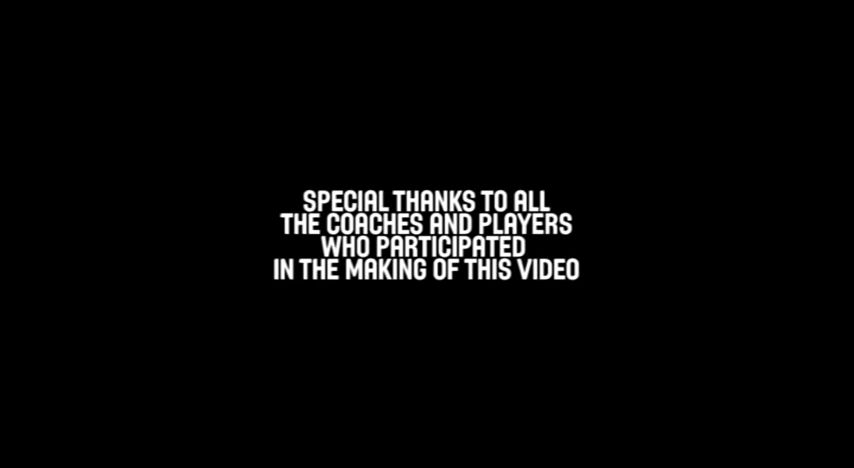 SPECIAL THANKS TO ALL
THE COACHES AND PLAYERS
WHO PARTICIPATED
IN THE MAKING OF THIS VIDEO